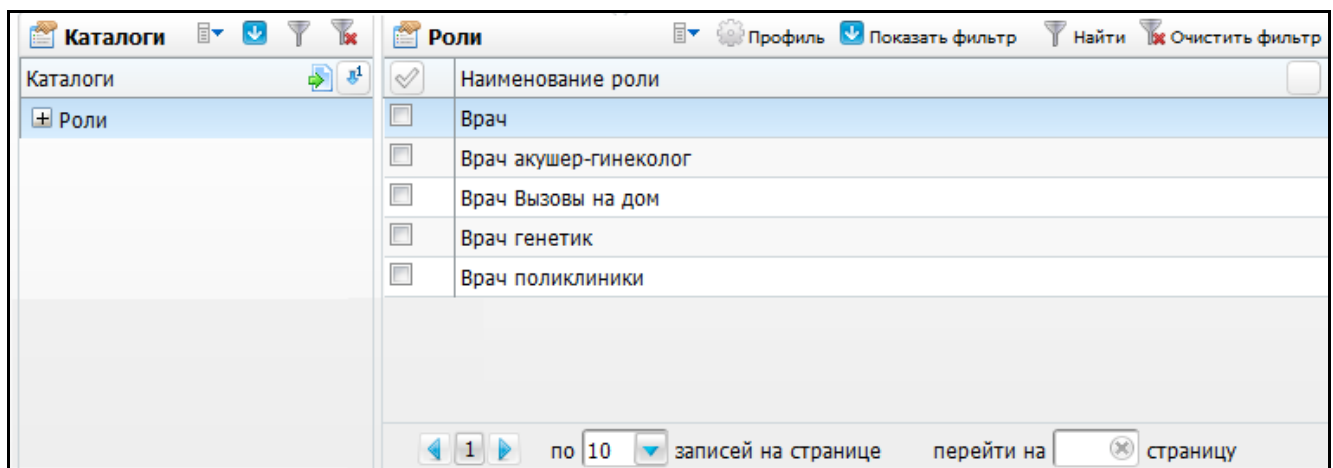 Каталоги
Каталоги
1
Роли
Роли
Профиль Показать фильтр Найти Очистить фильтр
Наименование роли
Врач
Врач акушер-гинеколог
Врач Вызовы на дом
Врач генетик
Врач поликлиники
1 по 10 записей на странице перейти на страницу